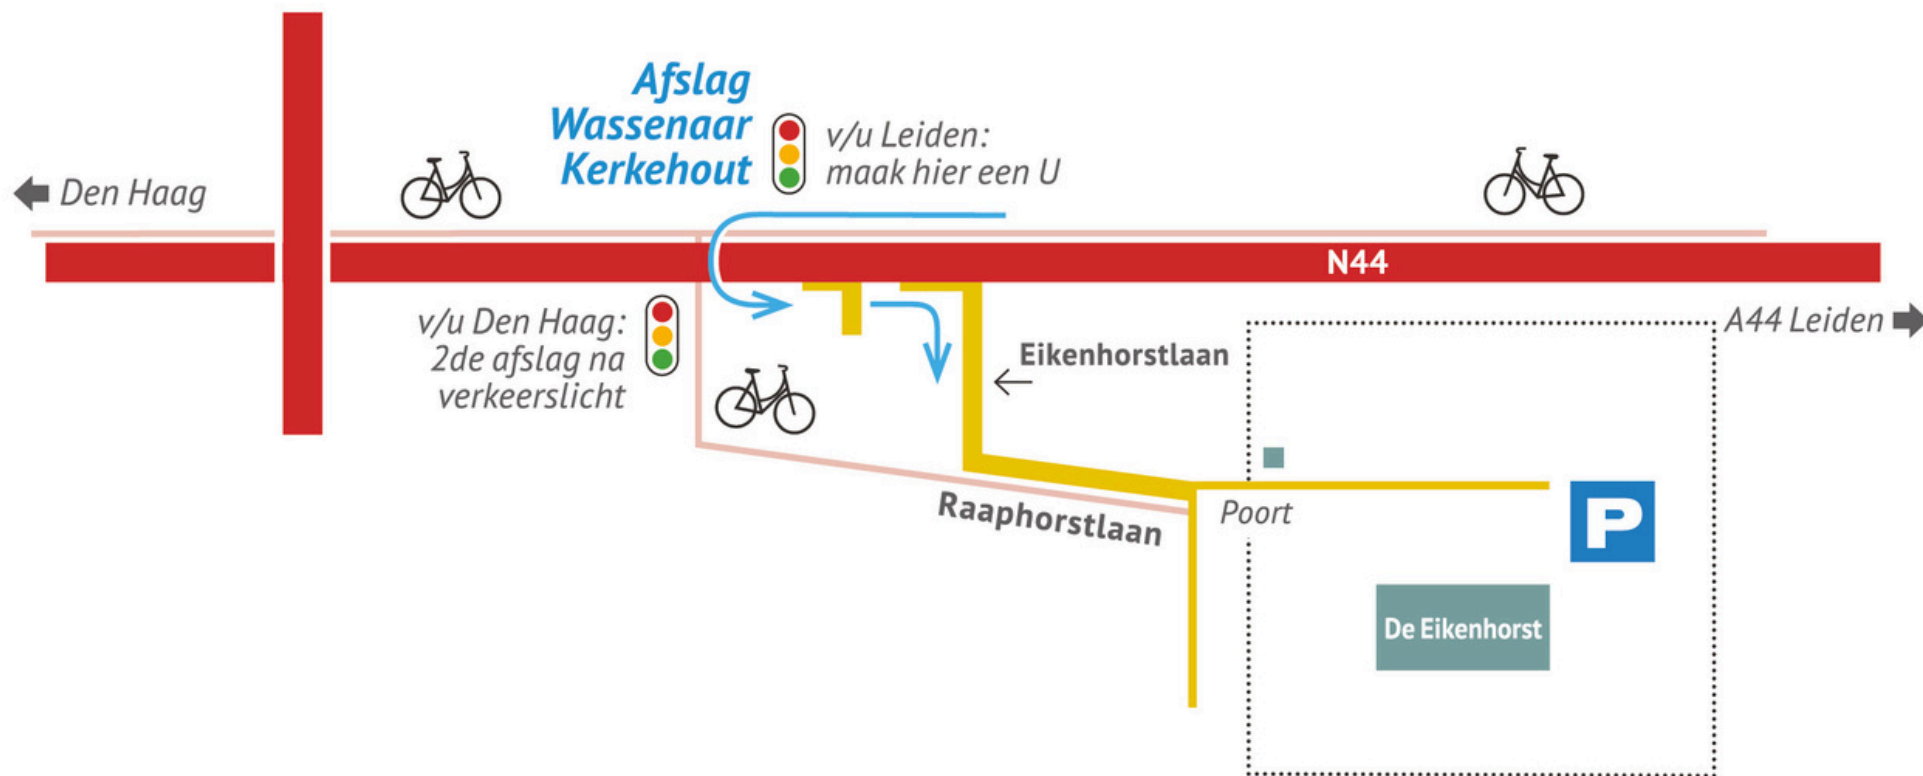 Afslag
Wassenaar
Kerkehout
v/u Leiden:
maak hier een U
Den Haag
N44
v/u Den Haag:
2de afslag na
verkeerslicht
A44 Leiden
Eikenhorstlaan
Raaphorstlaan
Poort
P
De Eikenhorst